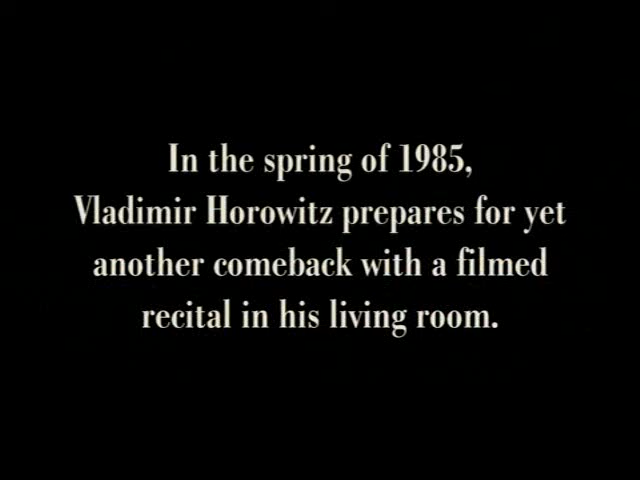 In the spring of 1985,
Vladimir Horowitz prepares for yet
another comeback with a filmed
recital in his living room.